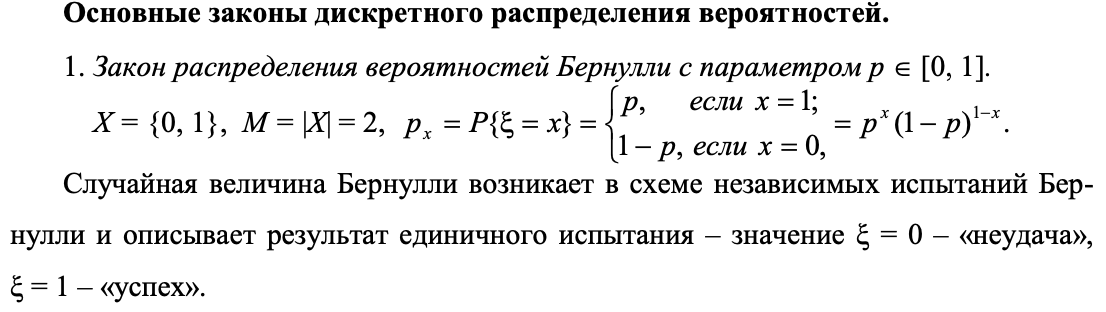 Основные законы дискретного распределения вероятностей.
1. Закон распределения вероятностей Бернулли с параметром p ∈ [0, 1].
X = {0, 1}, M = |X| = 2, pₓ = P{ξ = x} = { p, если x = 1; 1 − p, если x = 0, = pˣ(1 − p)¹⁻ˣ.
Случайная величина Бернулли возникает в схеме независимых испытаний Бер-
нулли и описывает результат единичного испытания – значение ξ = 0 – «неудача»,
ξ = 1 – «успех».